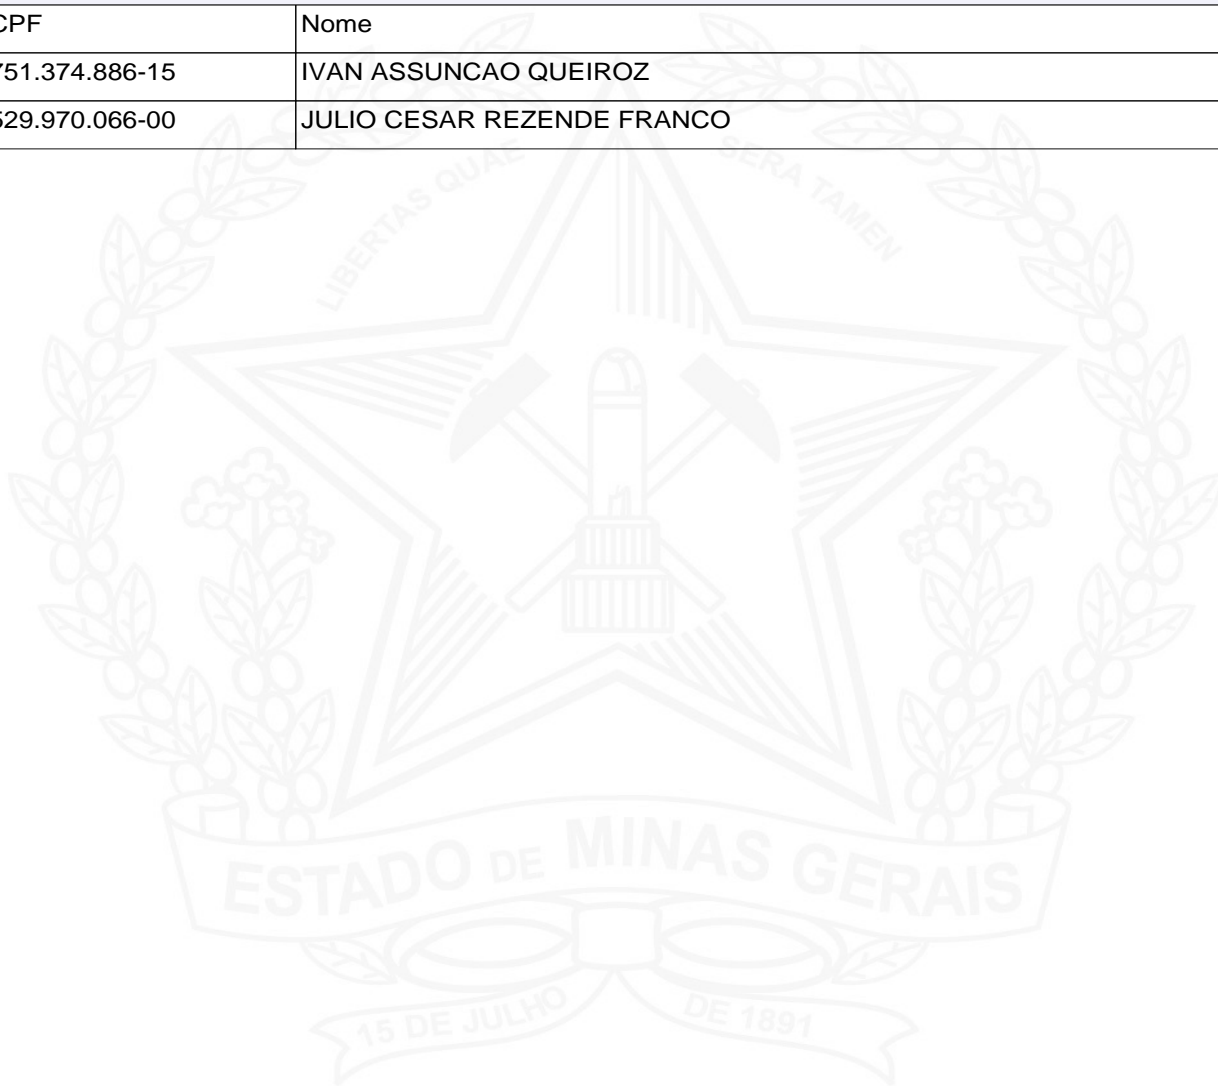 CPF Nome
751.374.886-15 IVAN ASSUNCAO QUEIROZ
529.970.066-00 JULIO CESAR REZENDE FRANCO
LIBERTAS QUAE SERA TAMEN
ESTADO DE MINAS GERAIS
15 DE JULHO DE 1891